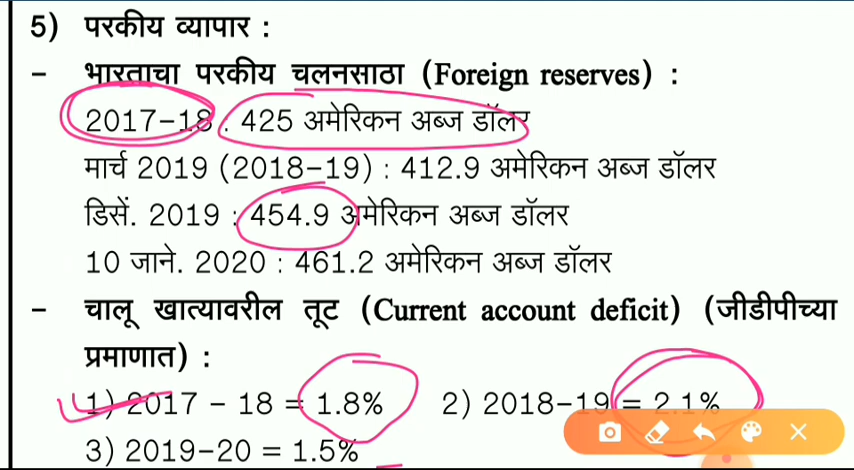 5) परकीय व्यापार :
- भारताचा परकीय चलनसाठा (Foreign reserves) :
2017-18 : 425 अमेरिकन अब्ज डॉलर
मार्च 2019 (2018-19) : 412.9 अमेरिकन अब्ज डॉलर
डिसें. 2019 : 454.9 अमेरिकन अब्ज डॉलर
10 जाने. 2020 : 461.2 अमेरिकन अब्ज डॉलर
- चालू खात्यावरील तूट (Current account deficit) (जीडीपीच्या
प्रमाणात) :
1) 2017 - 18 = 1.8% 2) 2018-19 = 2.1%
3) 2019-20 = 1.5%